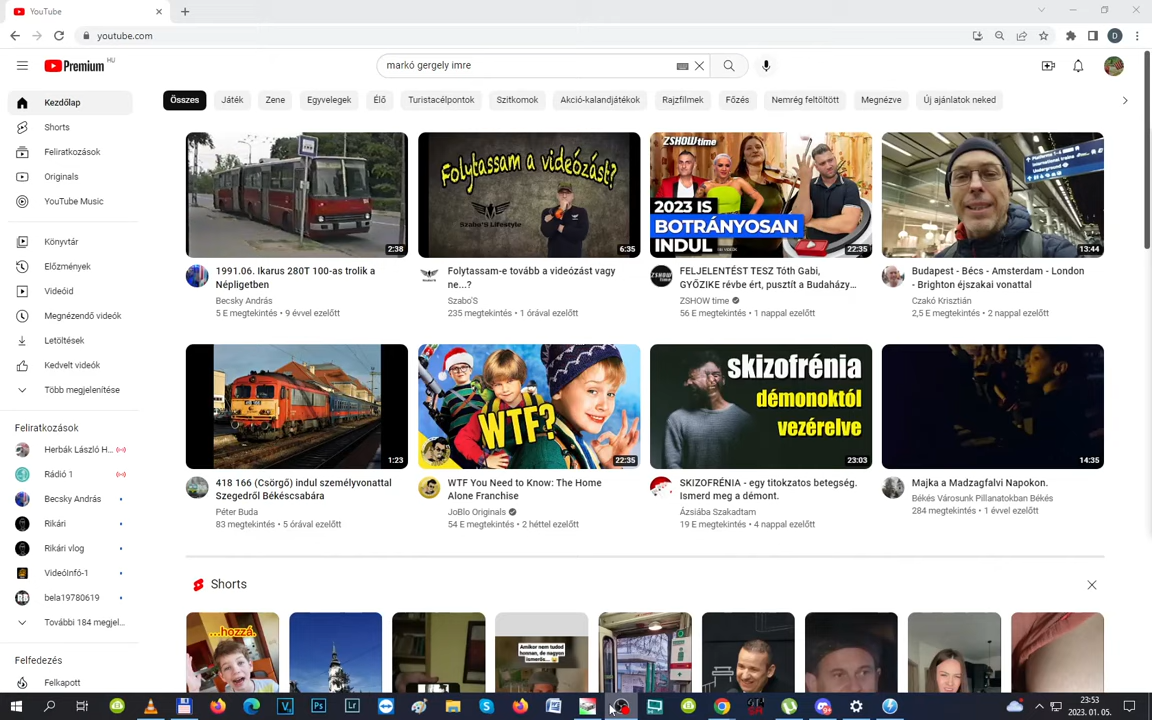 YouTube
youtube.com
Premium HU
markó gergely imre
Kezdőlap
Shorts
Feliratkozások
Originals
YouTube Music
Könyvtár
Előzmények
Videóid
Megnézendő videók
Letöltések
Kedvelt videók
Több megjelenítése
Feliratkozások
Herbák László H...
Rádió 1
Becsky András
Rikári
Rikári vlog
VideóInfó-1
bela19780619
További 184 megjel...
Felfedezés
Felkapott
Összes Játék Zene Egyvelegek Élő Turistacélpontok Szitkomok Akció-kalandjátékok Rajzfilmek Főzés Nemrég feltöltött Megnézve Új ajánlatok neked
2:38
1991.06. Ikarus 280T 100-as trolik a
Népligetben
Becsky András
5 E megtekintés • 9 évvel ezelőtt
Folytassam a videózást?
Szabo'S Lifestyle
6:35
Folytassam-e tovább a videózást vagy
ne...?
Szabo'S
235 megtekintés • 1 órával ezelőtt
ZSHOWtime
2023 IS
BOTRÁNYOSAN
INDUL
22:35
FELJELENTÉST TESZ Tóth Gabi,
GYŐZIKE révbe ért, pusztít a Budaházy...
ZSHOW time
56 E megtekintés • 1 nappal ezelőtt
13:44
Budapest - Bécs - Amsterdam - London
- Brighton éjszakai vonattal
Czakó Krisztián
2,5 E megtekintés • 2 nappal ezelőtt
1:23
418 166 (Csörgő) indul személyvonattal
Szegedről Békéscsabára
Péter Buda
83 megtekintés • 5 órával ezelőtt
WTF?
22:35
WTF You Need to Know: The Home
Alone Franchise
JoBlo Originals
54 E megtekintés • 2 héttel ezelőtt
skizofrénia
démonoktól
vezérelve
23:03
SKIZOFRÉNIA - egy titokzatos betegség.
Ismerd meg a démont.
Ázsiába Szakadtam
19 E megtekintés • 4 nappal ezelőtt
14:35
Majka a Madzagfalvi Napokon.
Békés Városunk Pillanatokban Békés
284 megtekintés • 1 évvel ezelőtt
Shorts
...hozzá.
23:53
2023. 01. 05.